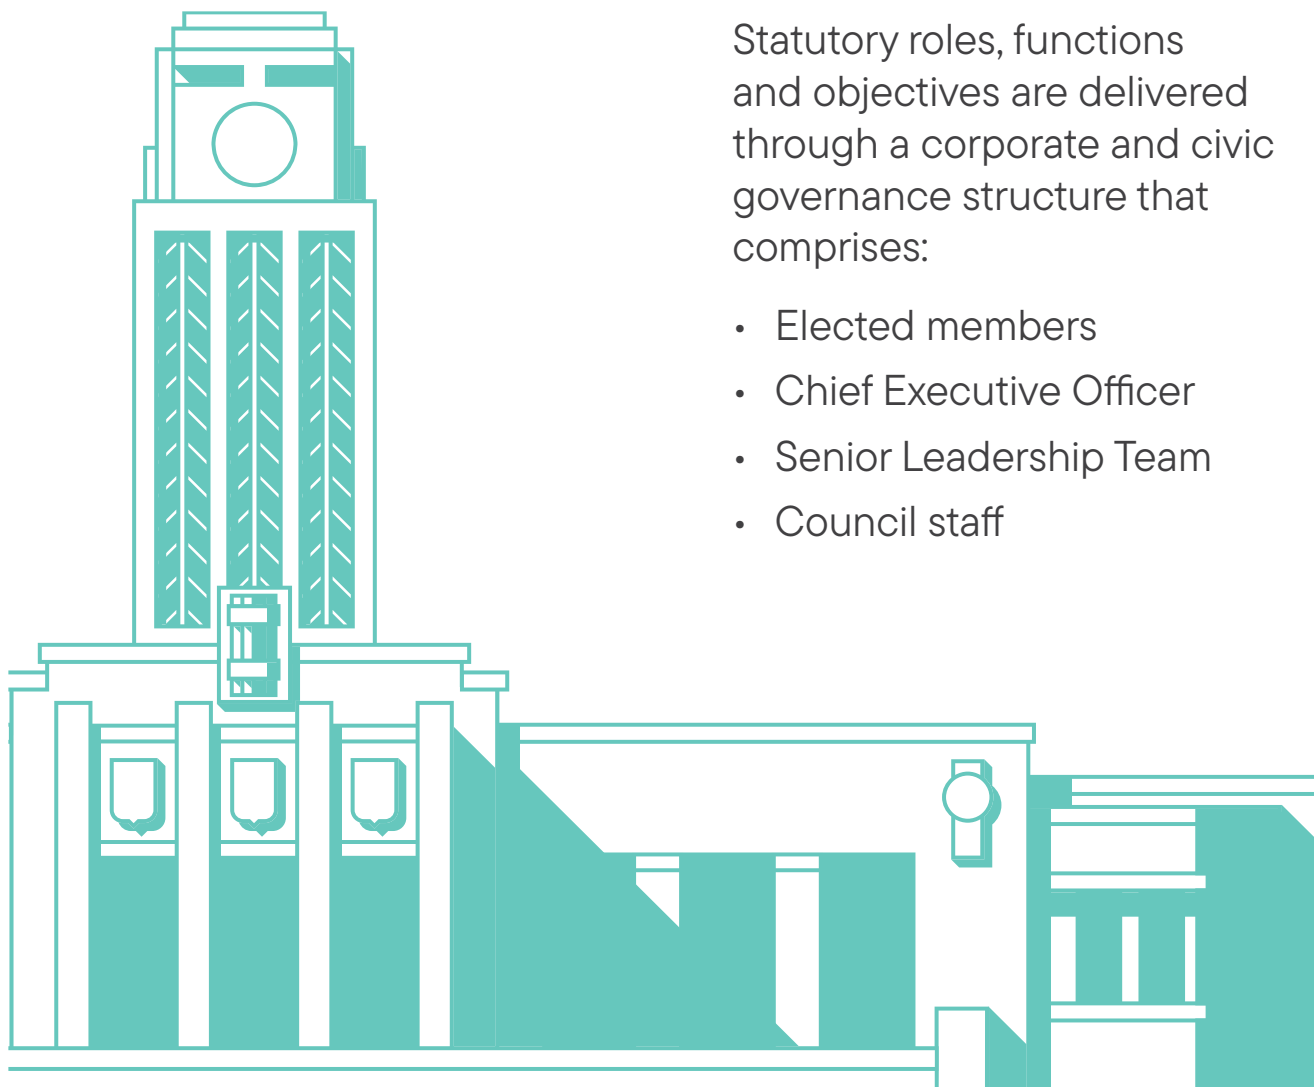 Statutory roles, functions
and objectives are delivered
through a corporate and civic
governance structure that
comprises:
• Elected members
• Chief Executive Officer
• Senior Leadership Team
• Council staff